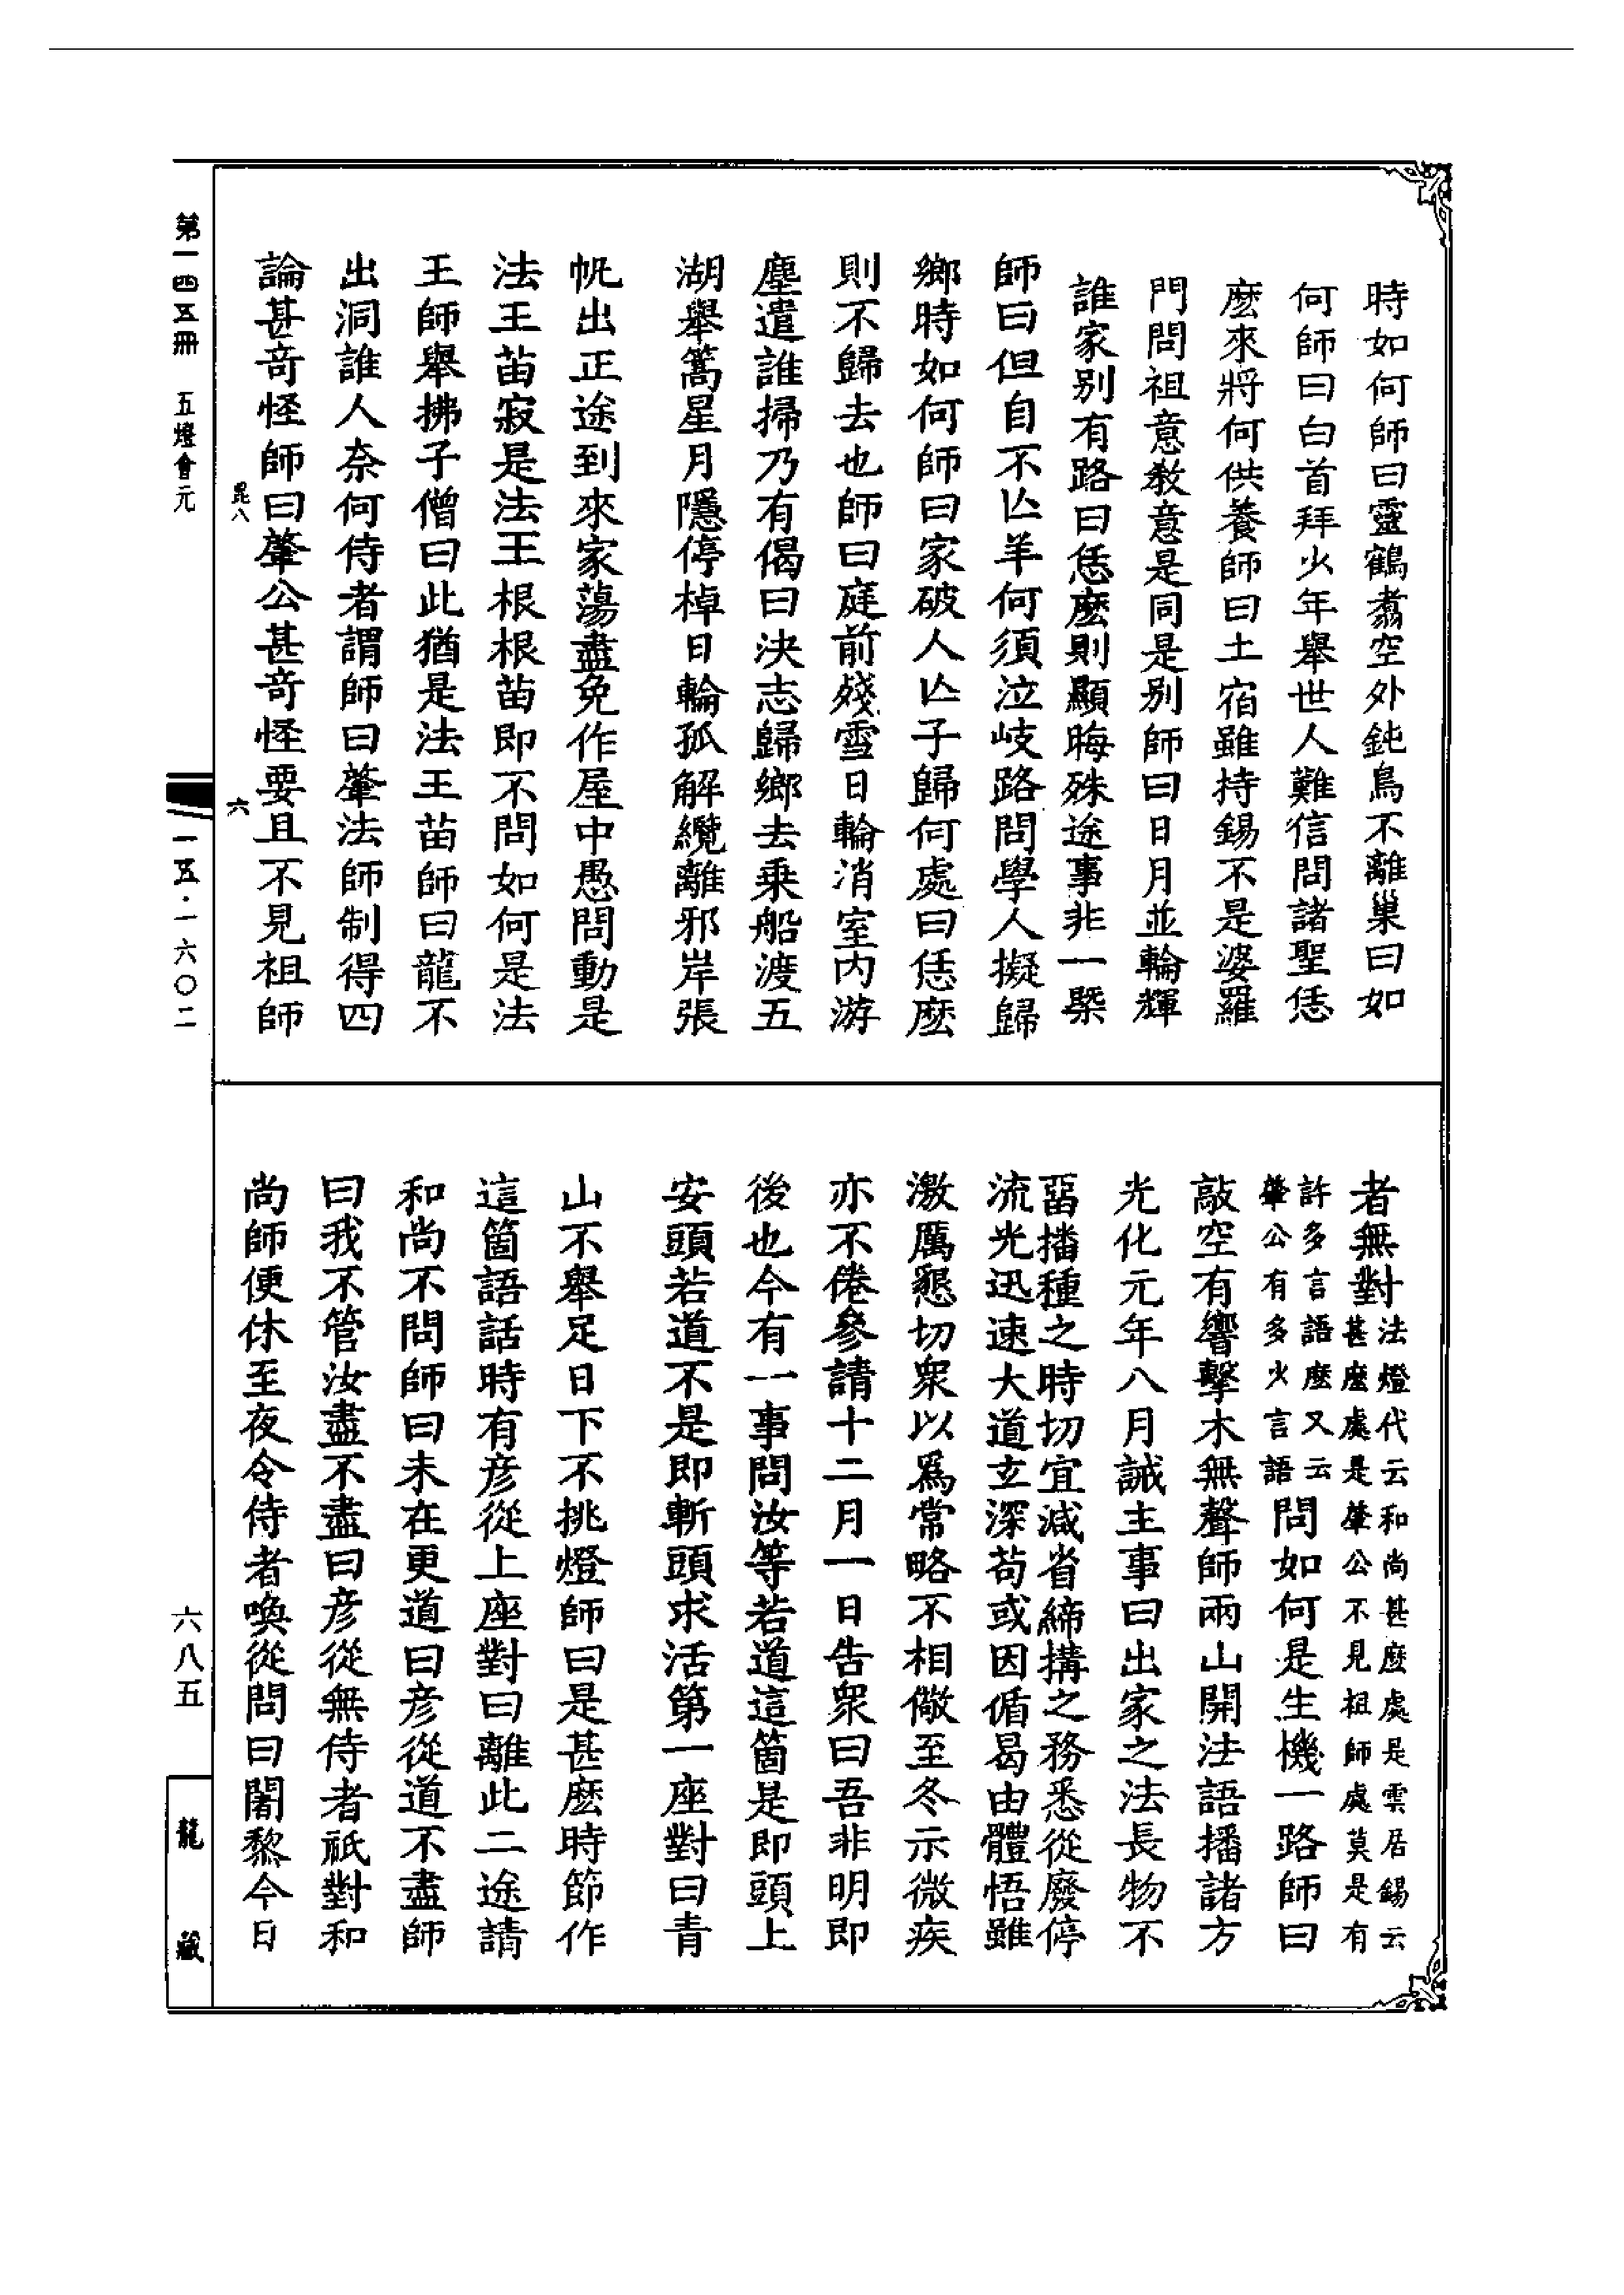 時如何師曰靈鶴翥空外鈍鳥不離巢曰如
何師曰白首拜少年舉世人難信問諸聖恁
麽來將何供養師曰土宿雖持錫不是婆羅
門問祖意教意是同是別師曰日月並輪輝
誰家別有路曰恁麽則顯晦殊途事非一槩
師曰但自不亾羊何須泣岐路問學人擬歸
鄉時如何師曰家破人亾子歸何處曰恁麽
則不歸去也師曰庭前殘雪日輪消室内游
塵遣誰掃乃有偈曰決志歸鄉去乘船渡五
湖舉篙星月隱停棹日輪孤解纜離邪岸張
帆出正途到來家蕩盡免作屋中愚問動是
法王苗寂是法王根根苗即不問如何是法
王師舉拂子僧曰此猶是法王苗師曰龍不
出洞誰人奈何侍者謂師曰肇法師制得四
論甚奇怪師曰肇公甚奇怪要且不見祖師
者無對法燈代云和尚甚麽處是雲居錫云
甚麽處是肇公不見祖師處莫是有
許多言語麽又云
肇公有多少言語問如何是生機一路師曰
敲空有響擊木無聲師兩山開法語播諸方
光化元年八月誡主事曰出家之法長物不
畱播種之時切宜減省締搆之務悉從廢停
流光迅速大道玄深苟或因循曷由體悟雖
激厲懇切衆以爲常略不相儆至冬示微疾
亦不倦參請十二月一日告衆曰吾非明即
後也今有一事問汝等若道這箇是即頭上
安頭若道不是即斬頭求活第一座對曰青
山不舉足日下不挑燈師曰是甚麽時節作
這箇語話時有彥從上座對曰離此二途請
和尚不問師曰未在更道曰彥從道不盡師
曰我不管汝盡不盡曰彥從無侍者祇對和
尚師便休至夜令侍者喚從問曰闍黎今日
毘八
六
第一四五冊　五燈會元
一五・一六〇二
六八五
龍藏